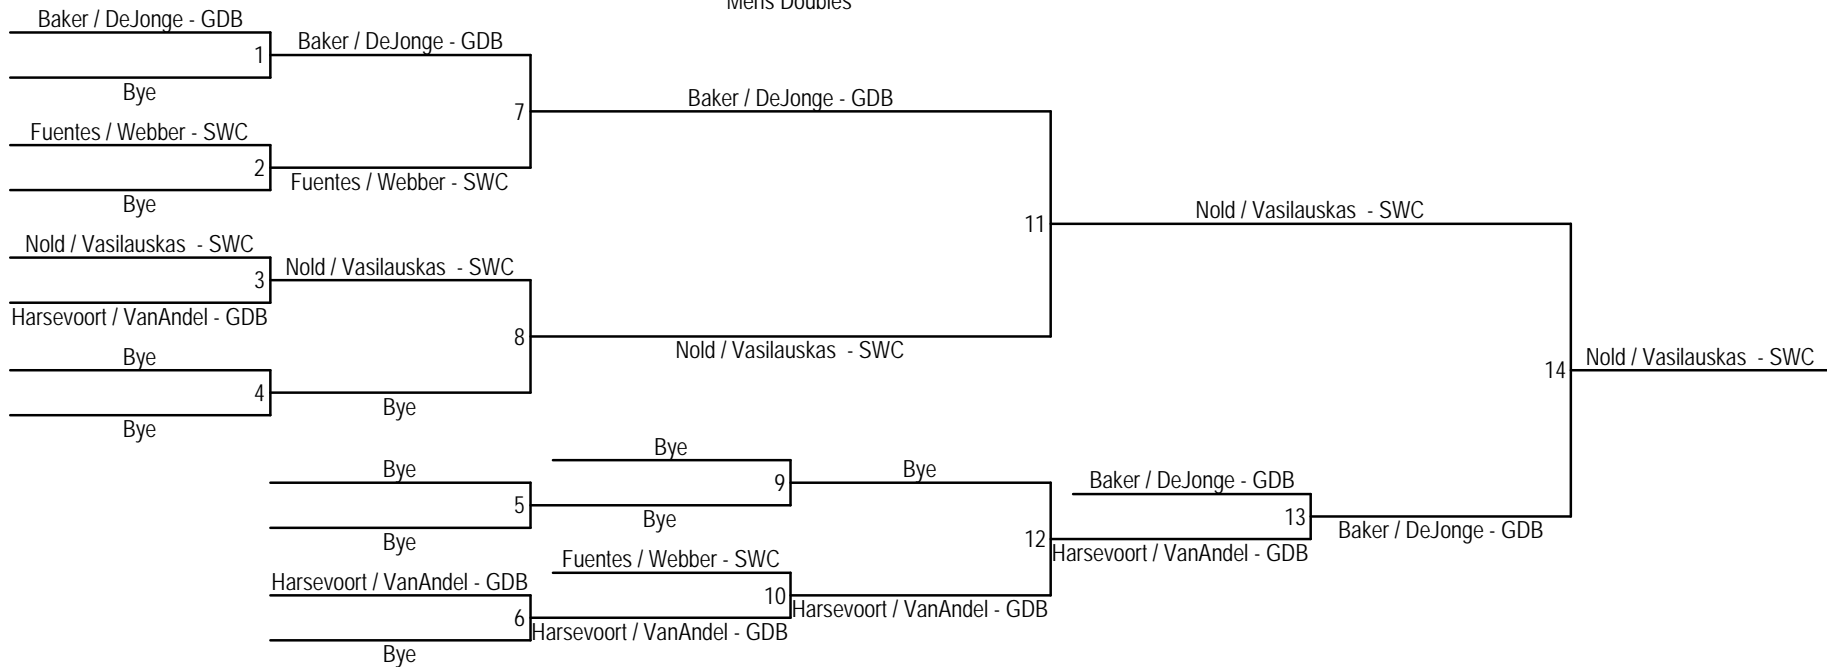 Mens Doubles
Baker / DeJonge - GDB
1
Baker / DeJonge - GDB
Bye
7
Baker / DeJonge - GDB
Fuentes / Webber - SWC
2
Fuentes / Webber - SWC
Bye
11
Nold / Vasilauskas - SWC
Nold / Vasilauskas - SWC
3
Nold / Vasilauskas - SWC
Harsevoort / VanAndel - GDB
8
Nold / Vasilauskas - SWC
Bye
4
Bye
Bye
14
Nold / Vasilauskas - SWC
Bye
5
Bye
Bye
9
Bye
Bye
12
Baker / DeJonge - GDB
13
Baker / DeJonge - GDB
Harsevoort / VanAndel - GDB
Fuentes / Webber - SWC
10
Harsevoort / VanAndel - GDB
Harsevoort / VanAndel - GDB
6
Harsevoort / VanAndel - GDB
Bye